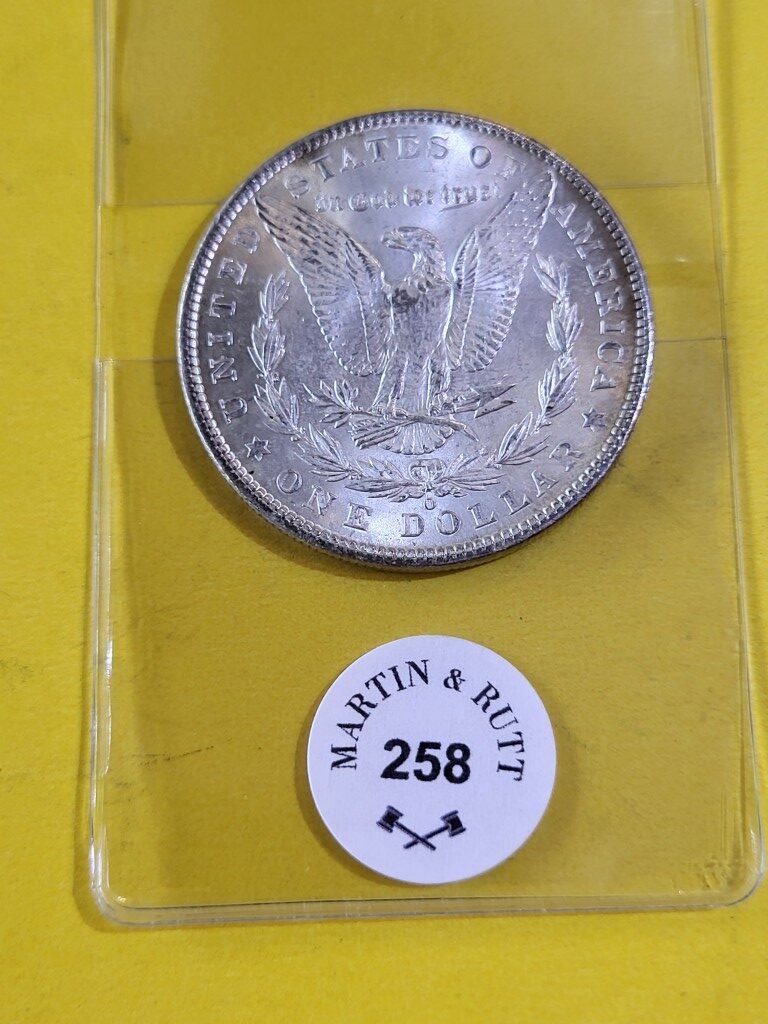 UNITED STATES OF AMERICA
In God we trust
O
ONE DOLLAR
MARTIN & RUTT
258